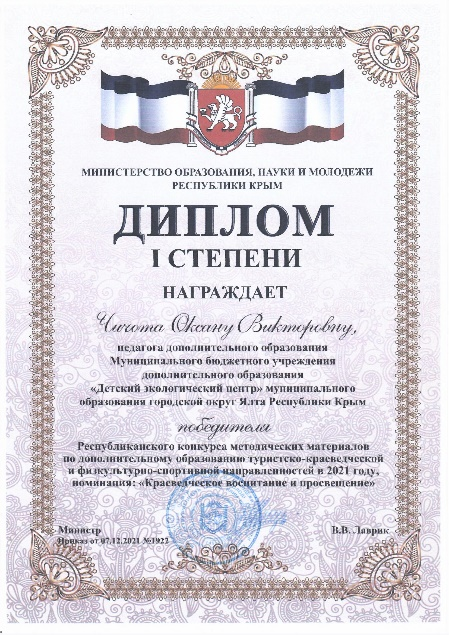 МИНИСТЕРСТВО ОБРАЗОВАНИЯ, НАУКИ И МОЛОДЕЖИ
РЕСПУБЛИКИ КРЫМ
ДИПЛОМ
I СТЕПЕНИ
НАГРАЖДАЕТ
Чичота Оксану Викторовну,
педагога дополнительного образования
Муниципального бюджетного учреждения
дополнительного образования
«Детский экологический центр» муниципального
образования городской округ Ялта Республики Крым
победителя
Республиканского конкурса методических материалов
по дополнительному образованию туристско-краеведческой
и физкультурно-спортивной направленностей в 2021 году,
номинация: «Краеведческое воспитание и просвещение»
Министр
В.В. Лаврик
Приказ от 07.12.2021 №1923